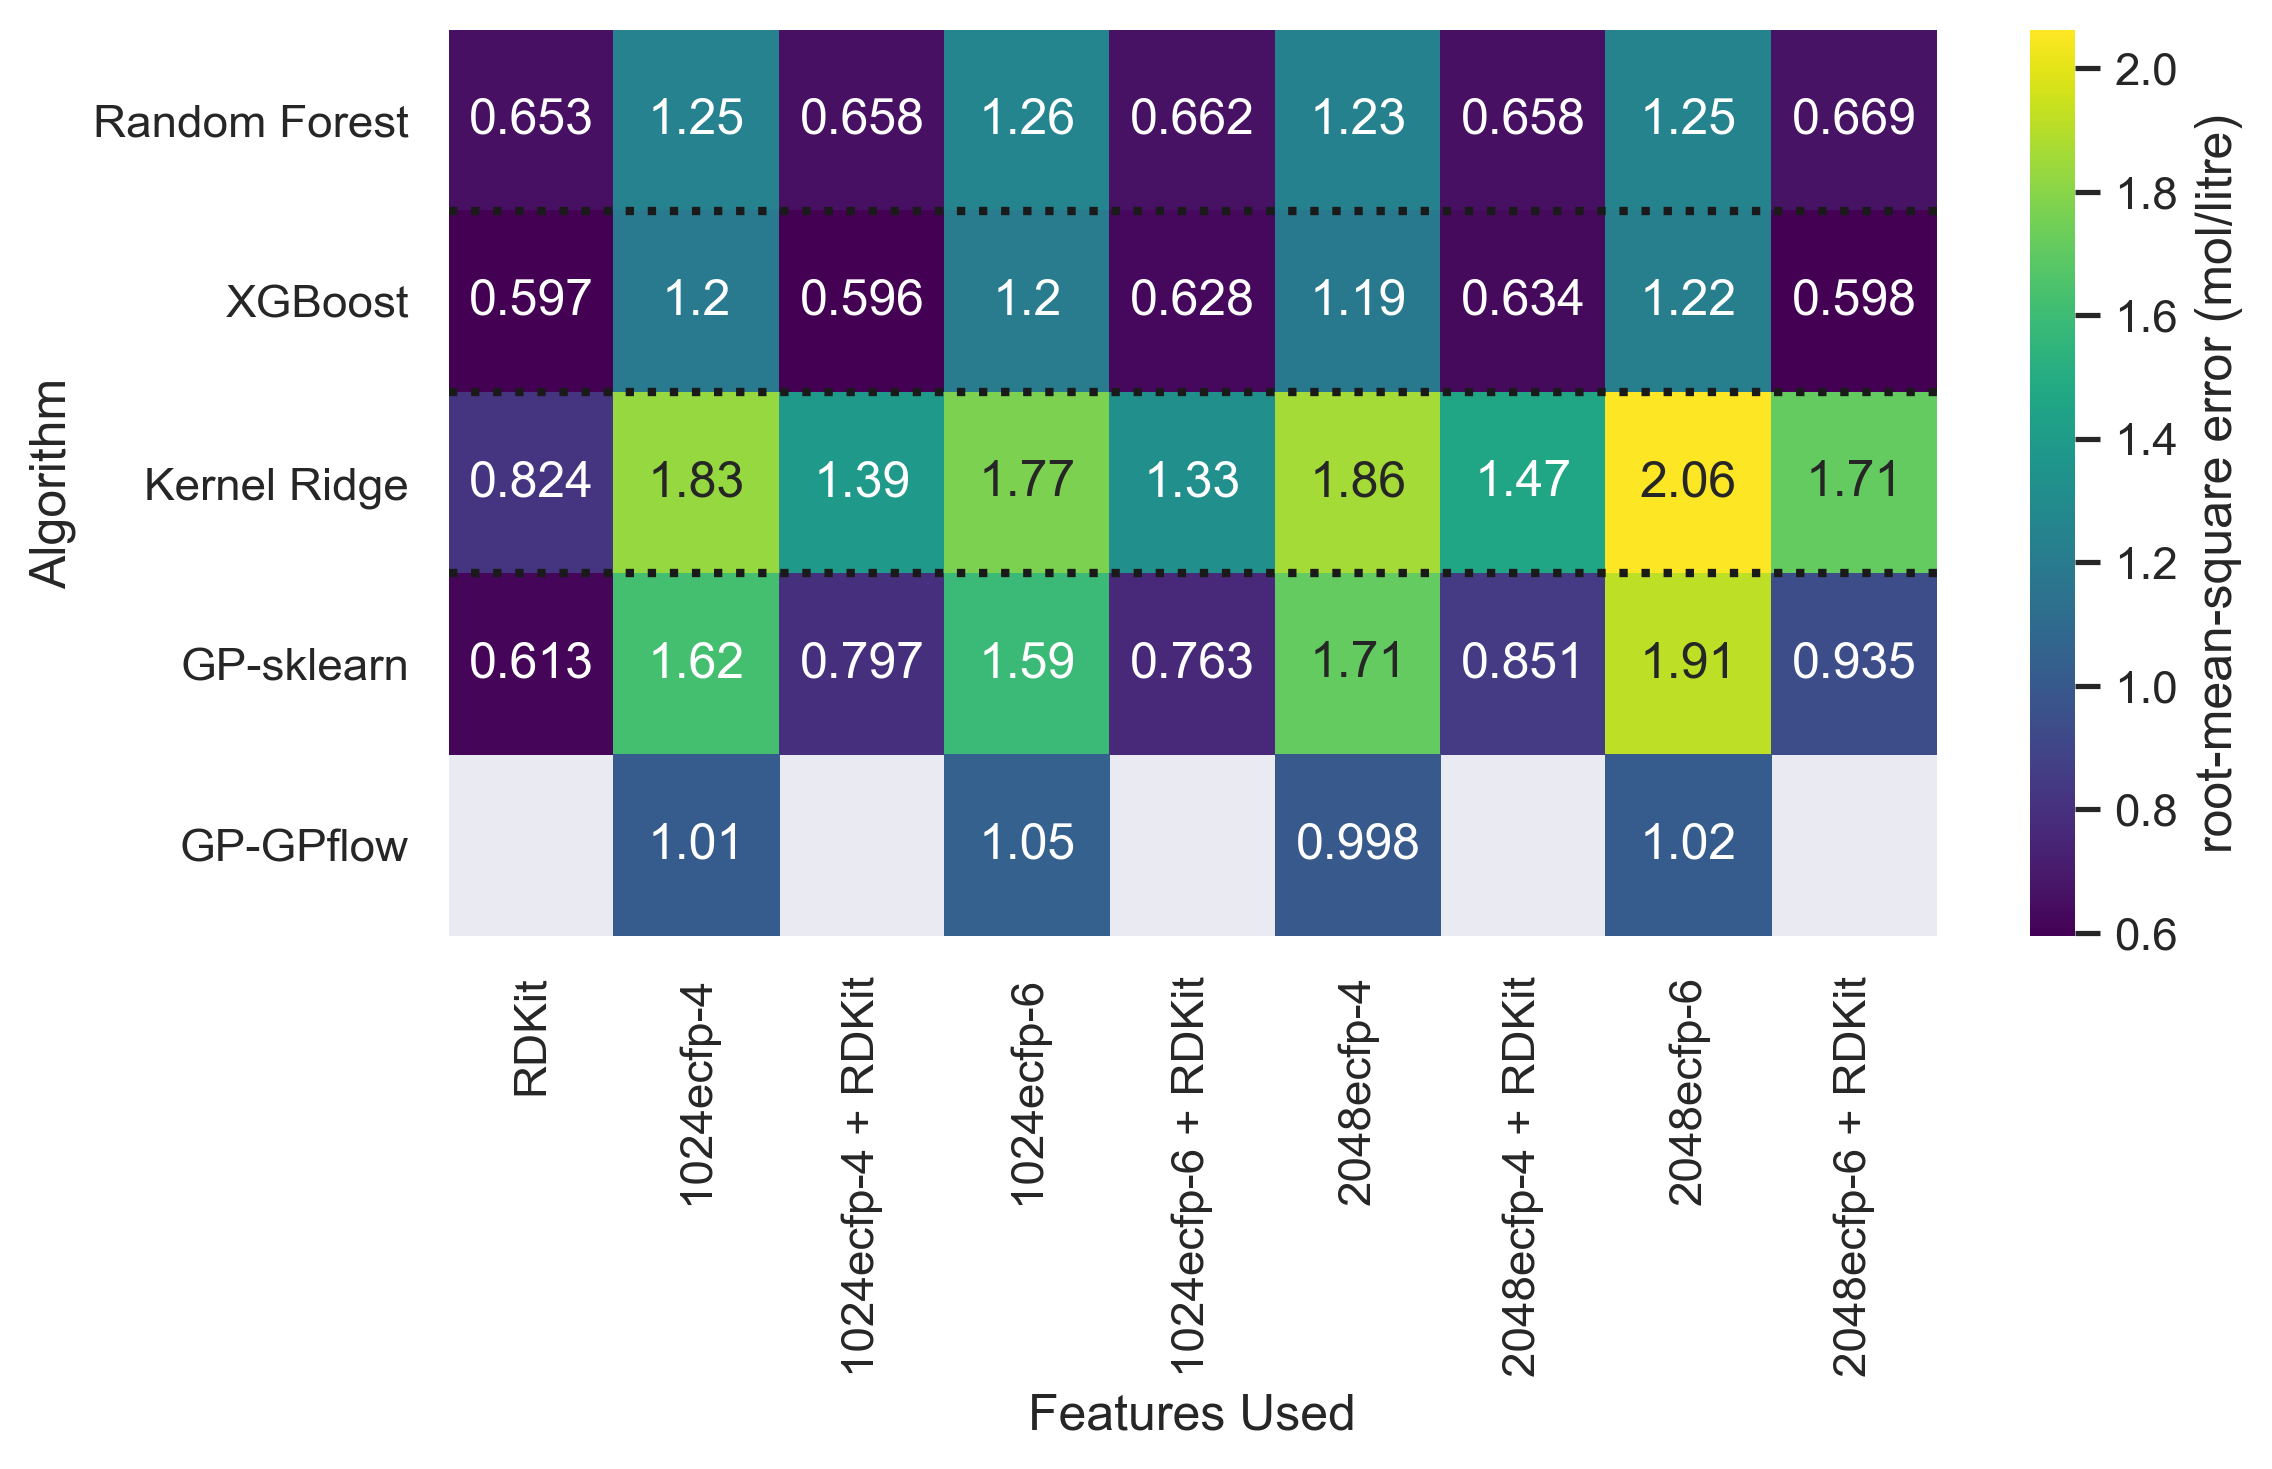 Random Forest 0.653 1.25 0.658 1.26 0.662 1.23 0.658 1.25 0.669
XGBoost 0.597 1.2 0.596 1.2 0.628 1.19 0.634 1.22 0.598
Kernel Ridge 0.824 1.83 1.39 1.77 1.33 1.86 1.47 2.06 1.71
GP-sklearn 0.613 1.62 0.797 1.59 0.763 1.71 0.851 1.91 0.935
GP-GPflow 1.01 1.05 0.998 1.02
Algorithm
RDKit
1024ecfp-4
1024ecfp-4 + RDKit
1024ecfp-6
1024ecfp-6 + RDKit
2048ecfp-4
2048ecfp-4 + RDKit
2048ecfp-6
2048ecfp-6 + RDKit
Features Used
2.0
1.8
1.6
1.4
1.2
1.0
0.8
0.6
root-mean-square error (mol/litre)